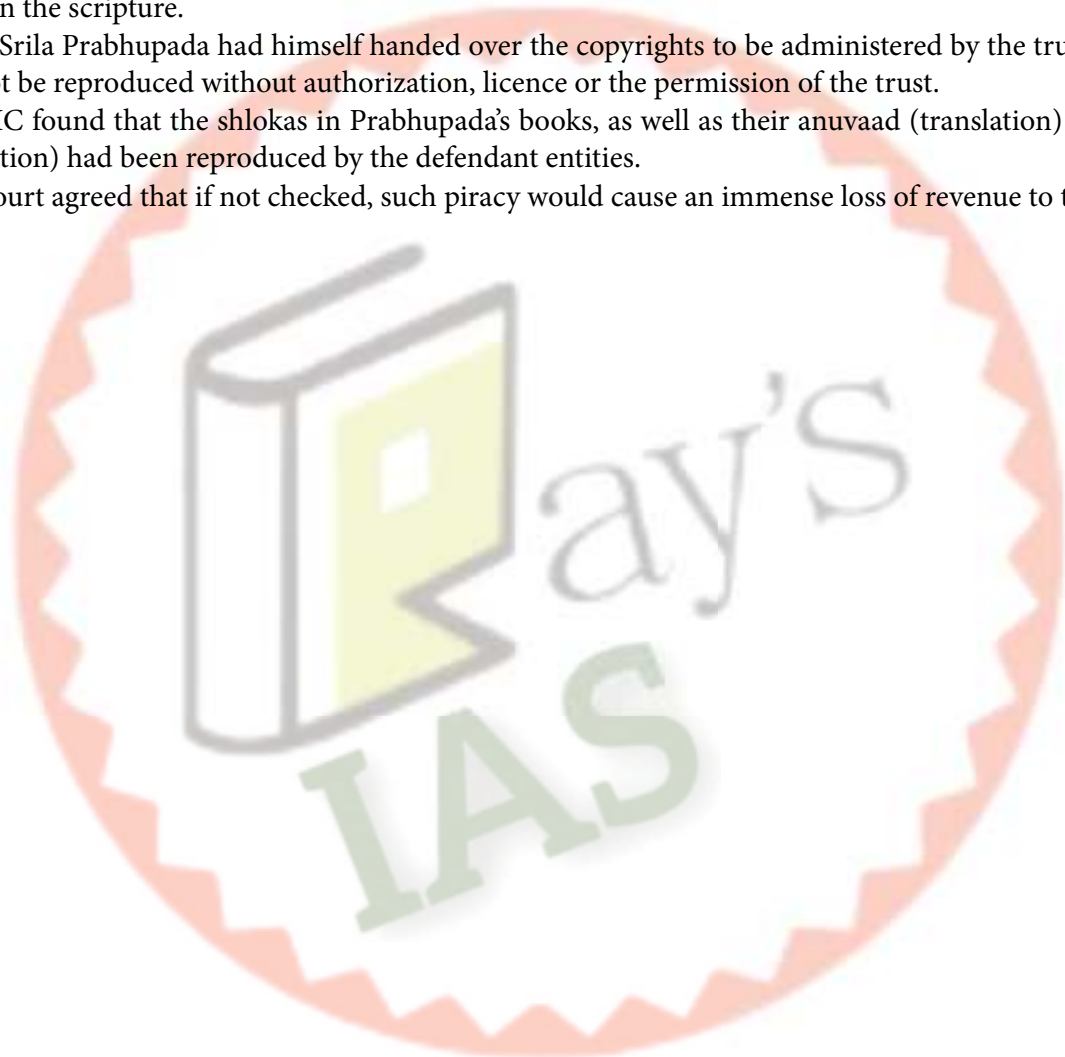 n the scripture.
Srila Prabhupada had himself handed over the copyrights to be administered by the
be reproduced without authorization, licence or the permission of the trust.
found that the shlokas in Prabhupada's books, as well as their anuvaad (translation)
had been reproduced by the defendant entities.
agreed that if not checked, such piracy would cause an immense loss of revenue to
ay's
IAS